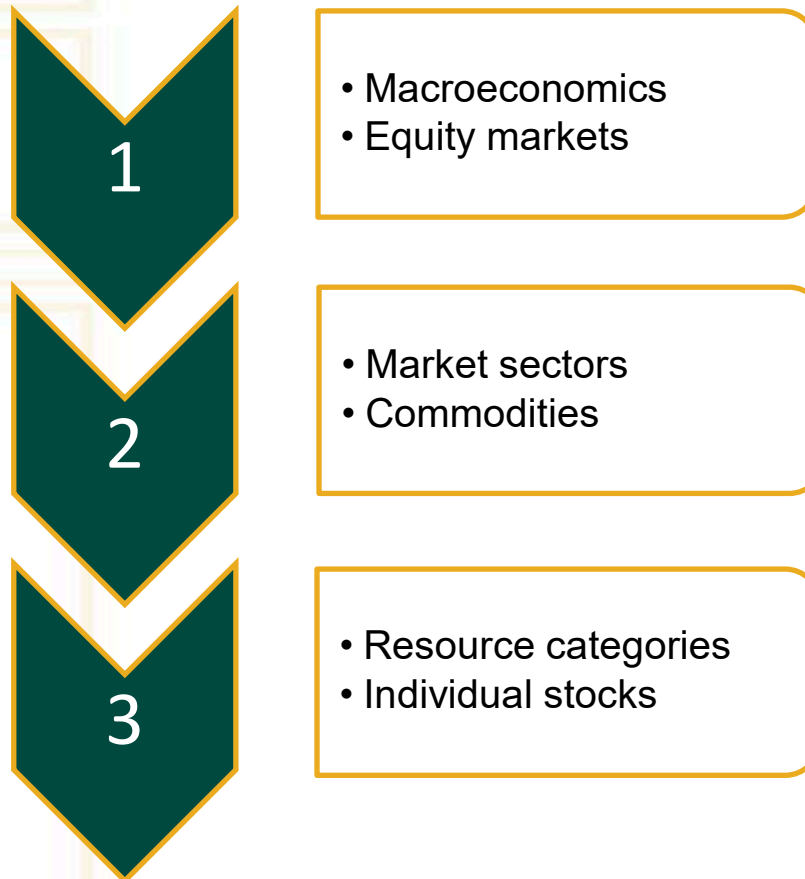 1
• Macroeconomics
• Equity markets
2
• Market sectors
• Commodities
3
• Resource categories
• Individual stocks